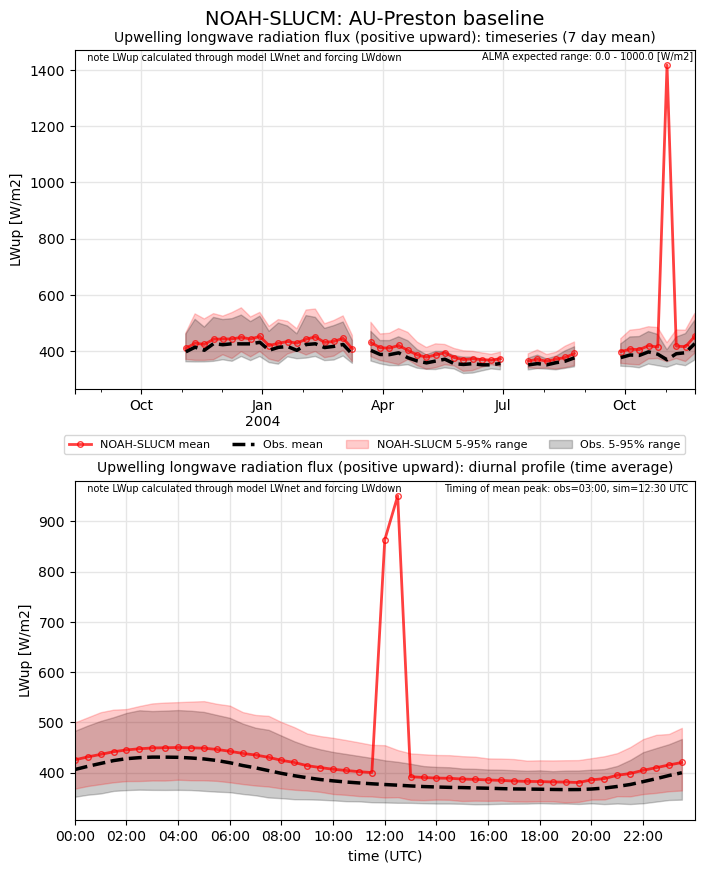 NOAH-SLUCM: AU-Preston baseline
Upwelling longwave radiation flux (positive upward): timeseries (7 day mean)
note LWup calculated through model LWnet and forcing LWdown
ALMA expected range: 0.0 - 1000.0 [W/m2]
1400
1200
1000
800
600
400
LWup [W/m2]
Oct
Jan
2004
Apr
Jul
Oct
NOAH-SLUCM mean
Obs. mean
NOAH-SLUCM 5-95% range
Obs. 5-95% range
Upwelling longwave radiation flux (positive upward): diurnal profile (time average)
note LWup calculated through model LWnet and forcing LWdown
Timing of mean peak: obs=03:00, sim=12:30 UTC
900
800
700
600
500
400
LWup [W/m2]
00:00
02:00
04:00
06:00
08:00
10:00
12:00
14:00
16:00
18:00
20:00
22:00
time (UTC)